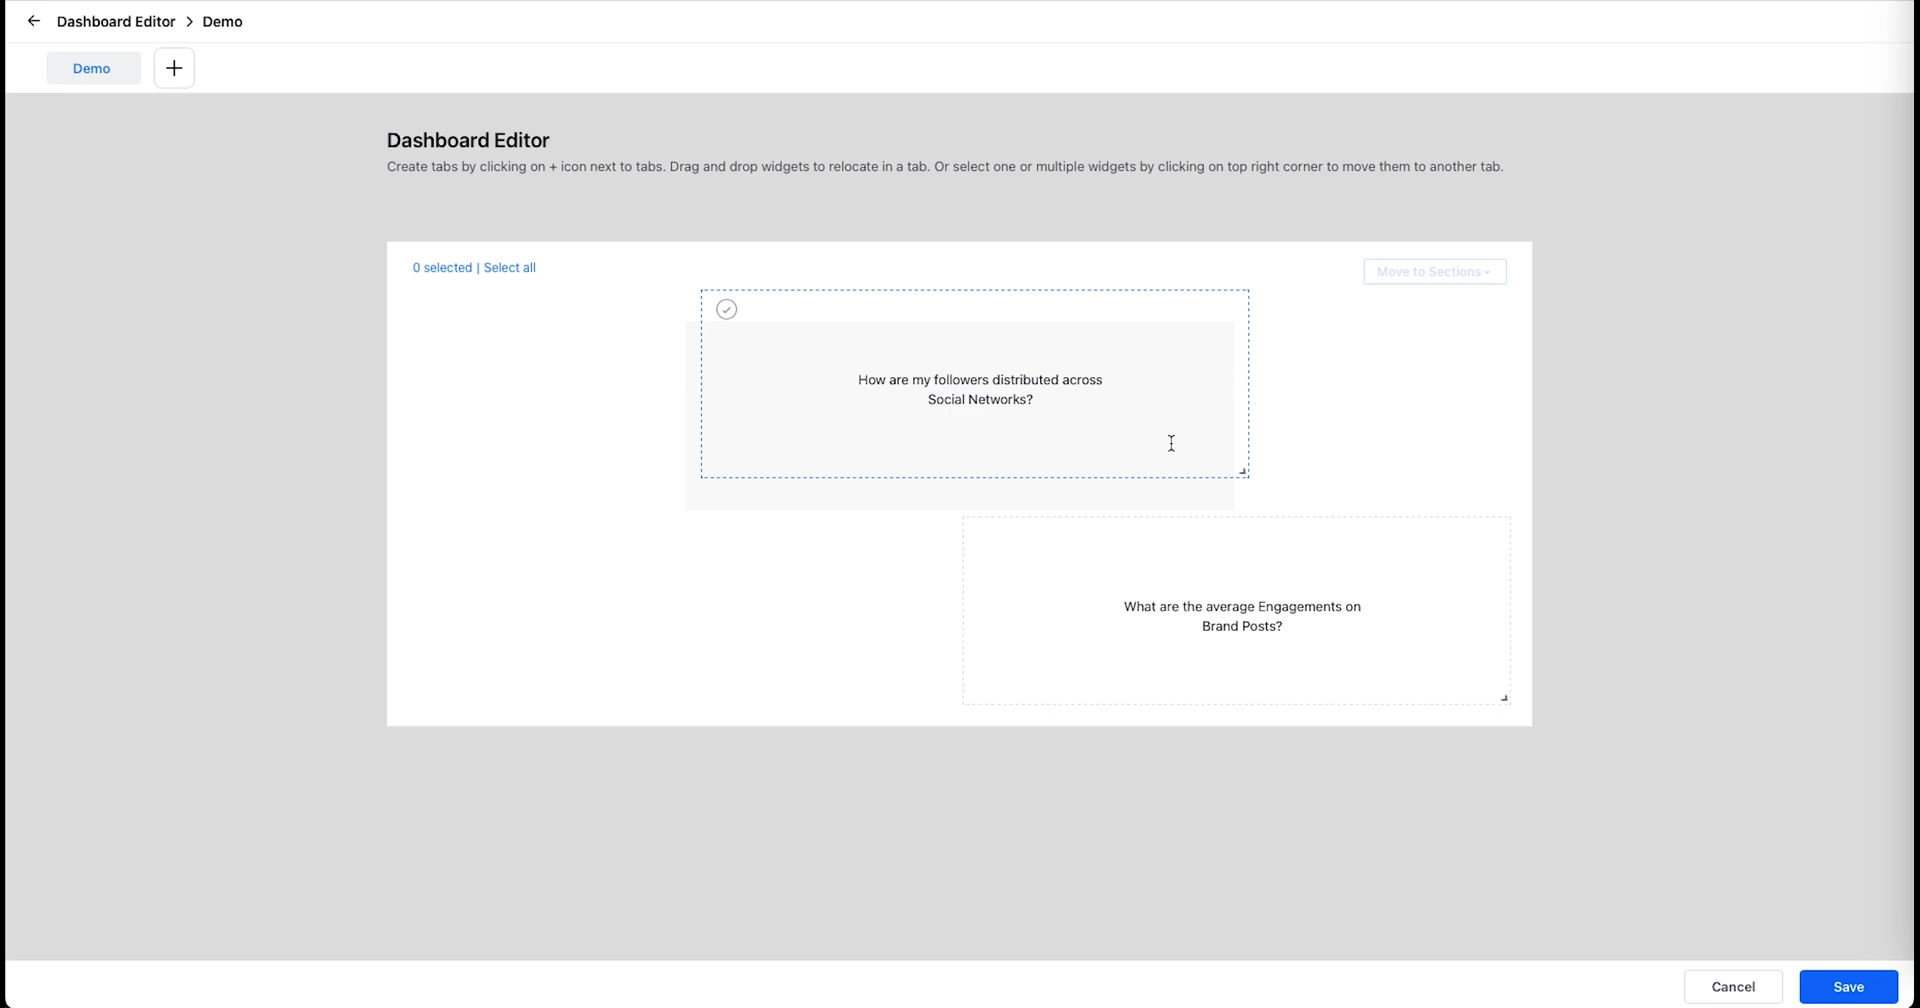 Dashboard Editor > Demo
Demo
Dashboard Editor
Create tabs by clicking on + icon next to tabs. Drag and drop widgets to relocate in a tab. Or select one or multiple widgets by clicking on top right corner to move them to another tab.
0 selected | Select all
Move to Sections
How are my followers distributed across
Social Networks?
What are the average Engagements on
Brand Posts?
Cancel
Save